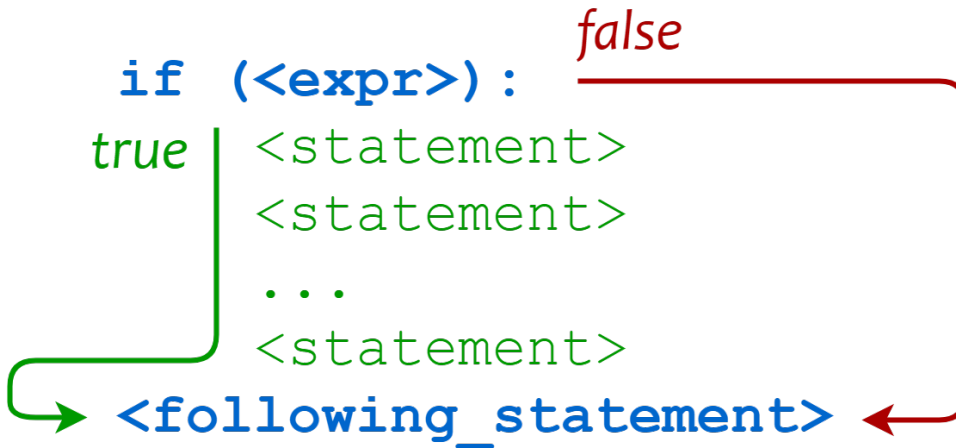 false
if (<expr>):
true
<statement>
<statement>
...
<statement>
<following_statement>